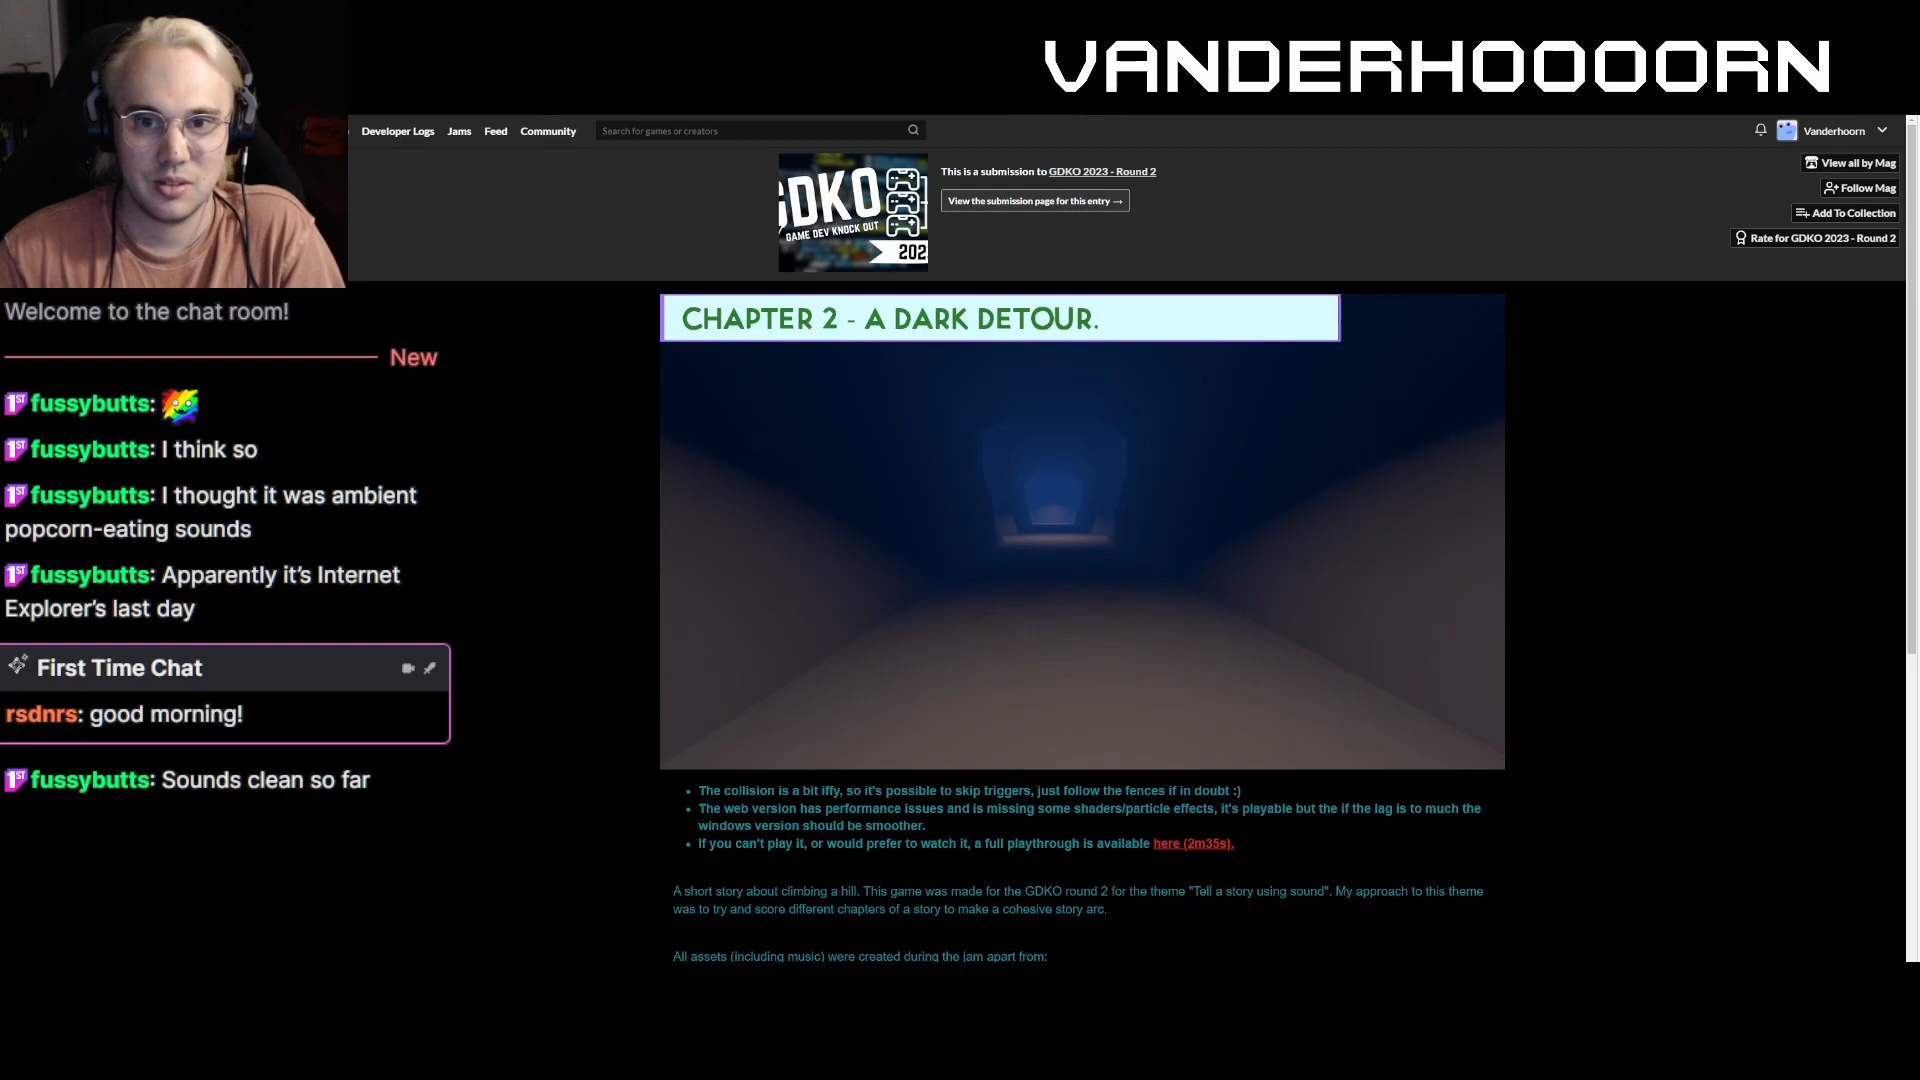 VANDERHOOOORN
Developer Logs Jams Feed Community
Search for games or creators
Vanderhoorn
GDKO
GAME DEV KNOCK OUT
202
This is a submission to GDKO 2023 - Round 2
View the submission page for this entry →
View all by Mag
Follow Mag
Add To Collection
Rate for GDKO 2023 - Round 2
Welcome to the chat room!
New
1ST fussybutts:
1ST fussybutts: I think so
1ST fussybutts: I thought it was ambient
popcorn-eating sounds
1ST fussybutts: Apparently it's Internet
Explorer's last day
First Time Chat
rsdnrs: good morning!
1ST fussybutts: Sounds clean so far
CHAPTER 2 - A DARK DETOUR.
• The collision is a bit iffy, so it's possible to skip triggers, just follow the fences if in doubt :)
• The web version has performance issues and is missing some shaders/particle effects, it's playable but the if the lag is to much the
windows version should be smoother.
• If you can't play it, or would prefer to watch it, a full playthrough is available here (2m35s).
A short story about climbing a hill. This game was made for the GDKO round 2 for the theme "Tell a story using sound". My approach to this theme
was to try and score different chapters of a story to make a cohesive story arc.
All assets (including music) were created during the jam apart from: